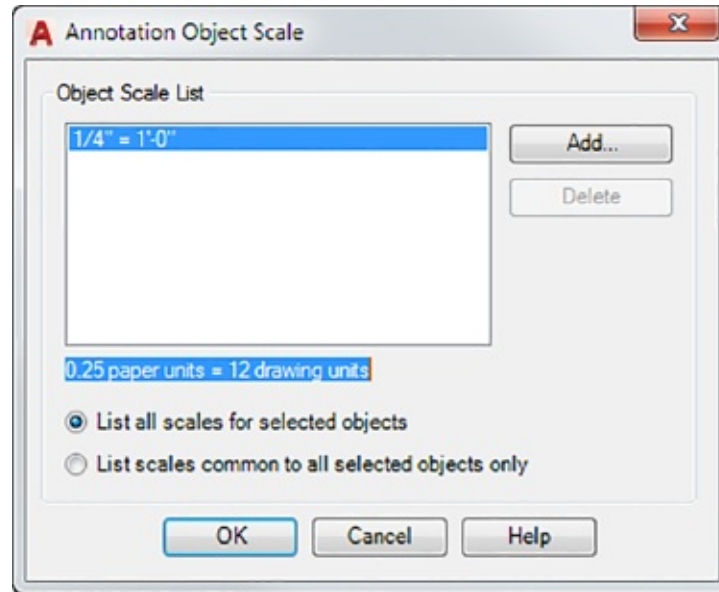 Annotation Object Scale
Object Scale List
1/4" = 1'-0"
Add...
Delete
0.25 paper units = 12 drawing units
List all scales for selected objects
List scales common to all selected objects only
OK
Cancel
Help